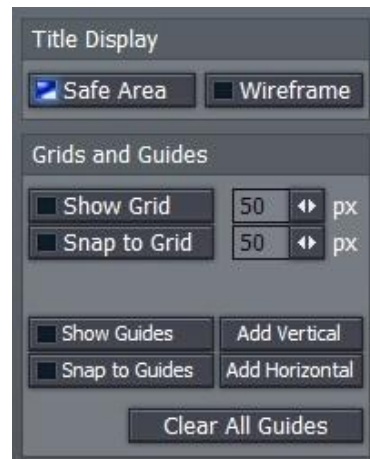 Title Display
Safe Area Wireframe
Grids and Guides
Show Grid 50 px
Snap to Grid 50 px
Show Guides Add Vertical
Snap to Guides Add Horizontal
Clear All Guides